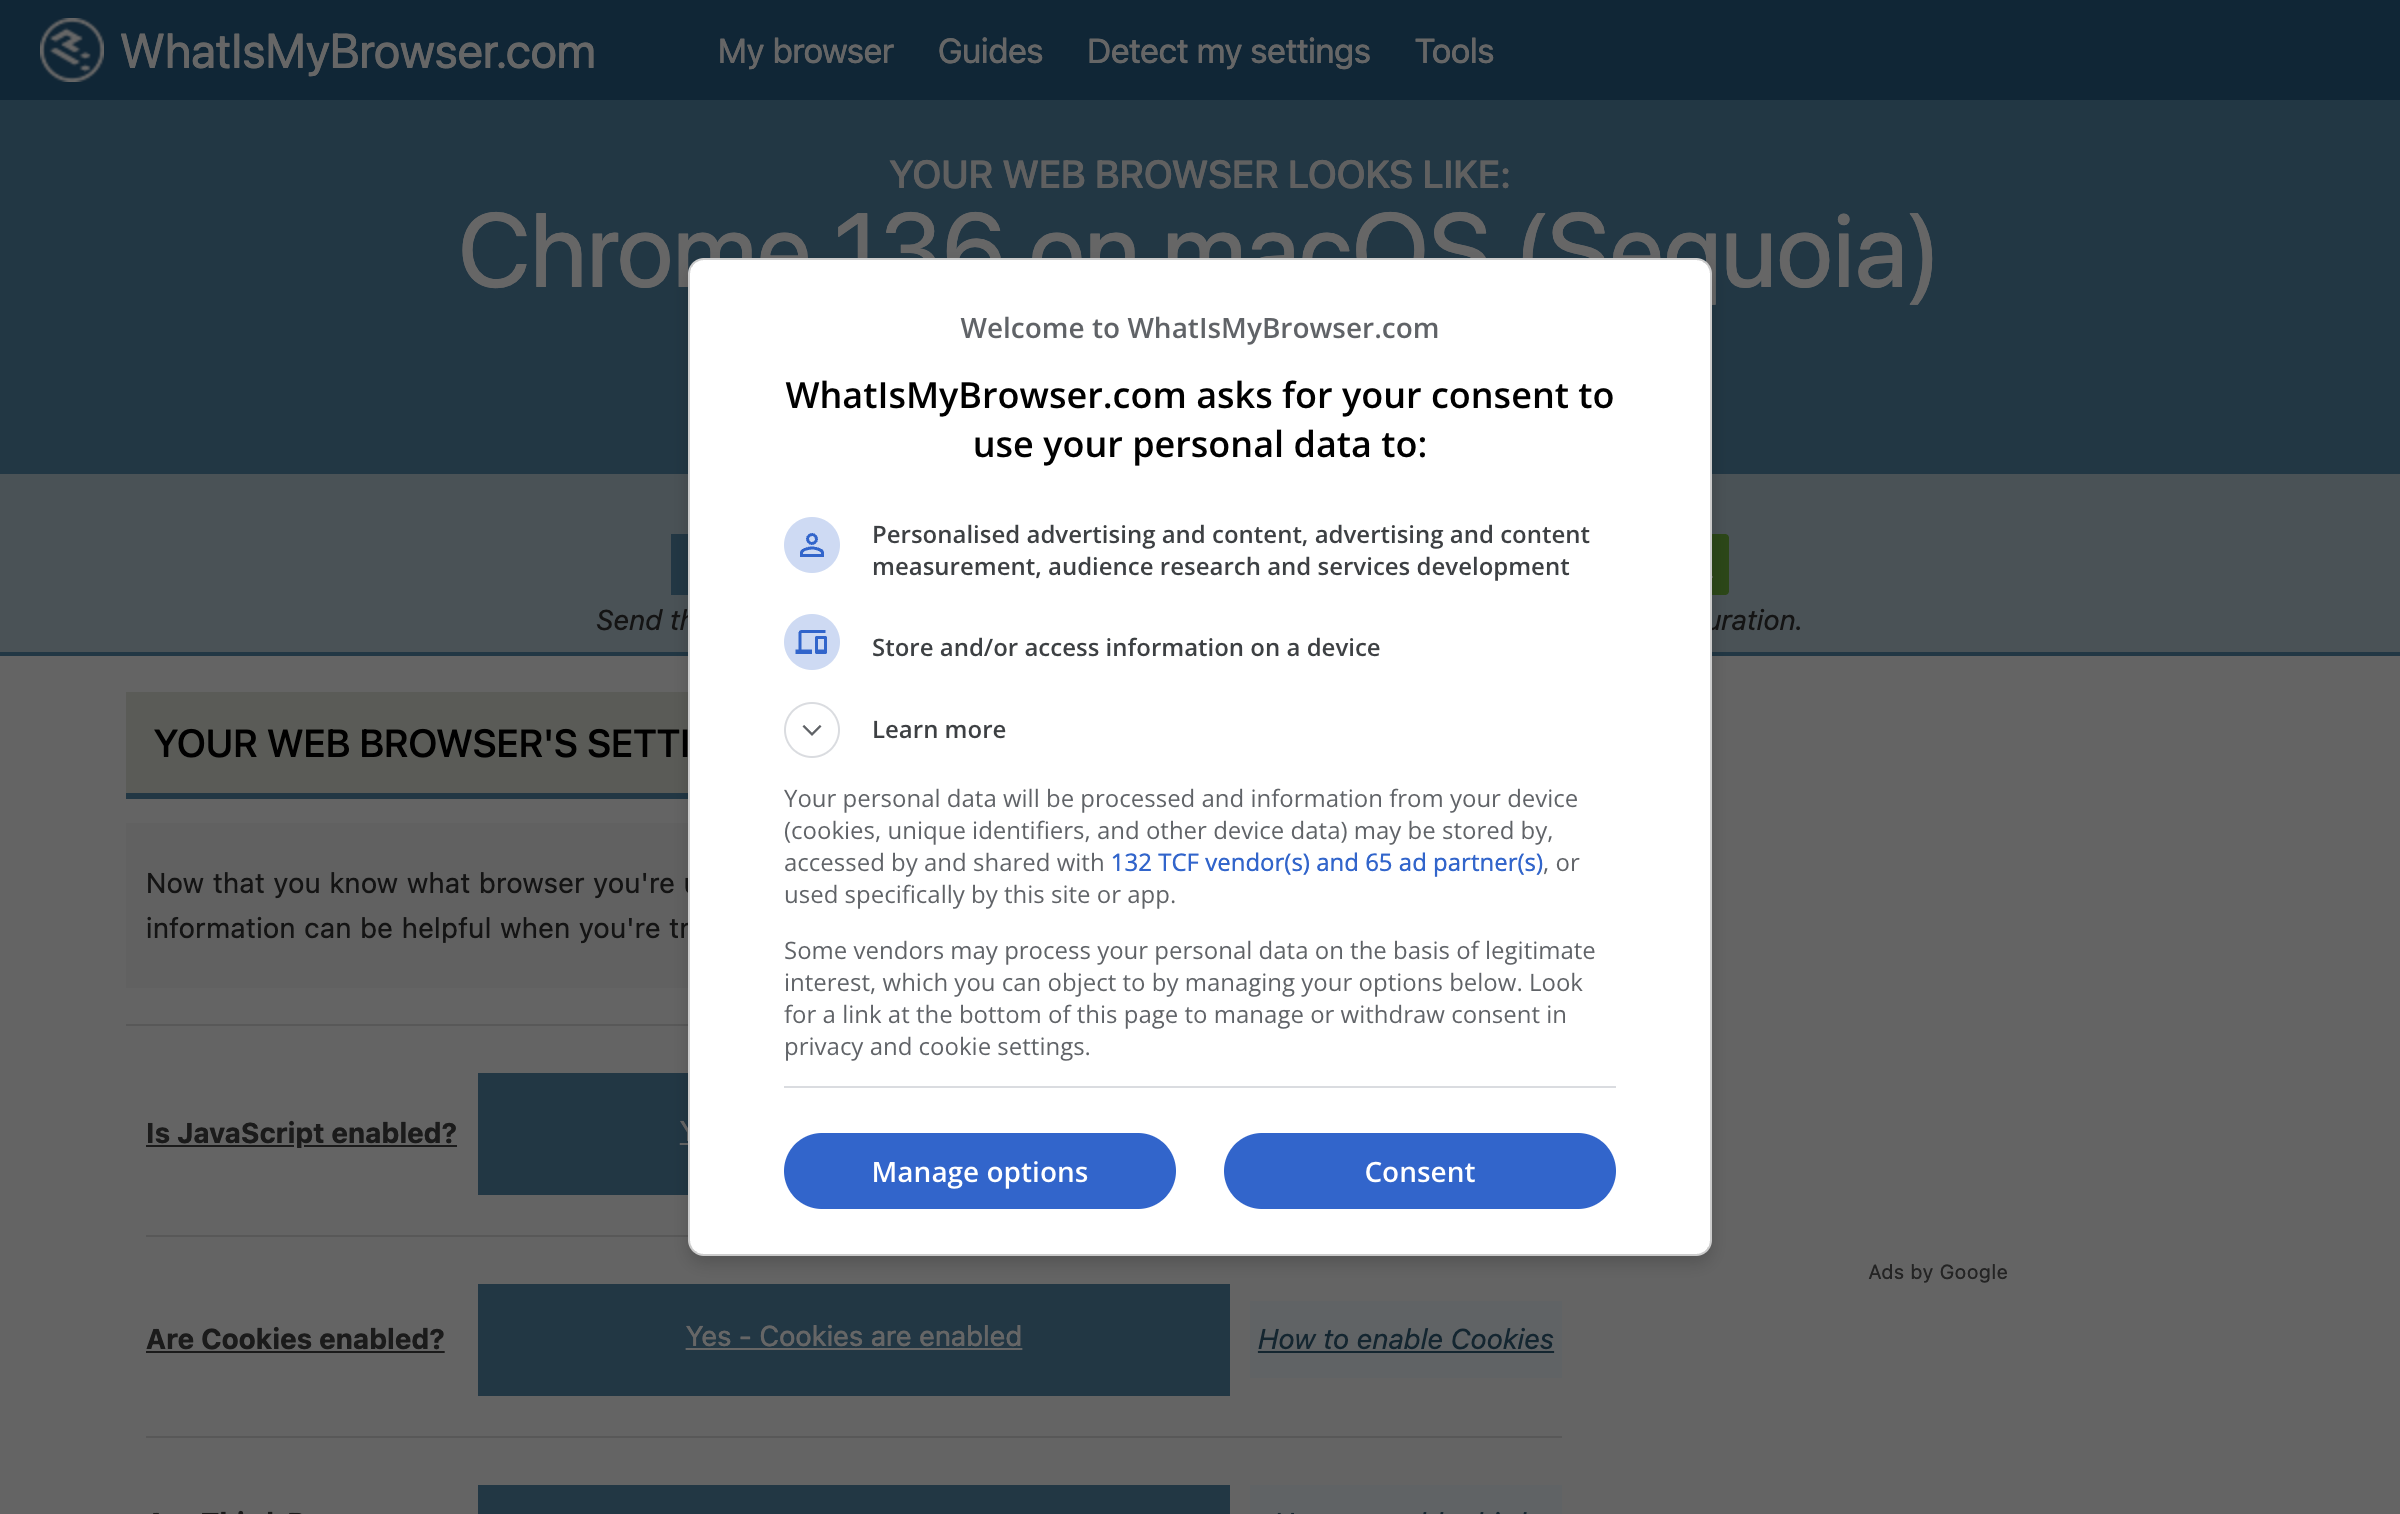 WhatIsMyBrowser.com
My browser Guides Detect my settings Tools
YOUR WEB BROWSER LOOKS LIKE:
Chrome 136 on macOS (Sequoia)
Welcome to WhatIsMyBrowser.com
WhatIsMyBrowser.com asks for your consent to
use your personal data to:
Personalised advertising and content, advertising and content
measurement, audience research and services development
Store and/or access information on a device
Learn more
Your personal data will be processed and information from your device
(cookies, unique identifiers, and other device data) may be stored by,
accessed by and shared with 132 TCF vendor(s) and 65 ad partner(s), or
used specifically by this site or app.
Some vendors may process your personal data on the basis of legitimate
interest, which you can object to by managing your options below. Look
for a link at the bottom of this page to manage or withdraw consent in
privacy and cookie settings.
Manage options Consent
Send
YOUR WEB BROWSER'S
Now that you know what browser you're
information can be helpful when you're
Is JavaScript enabled?
Ads by Google
Are Cookies enabled? Yes - Cookies are enabled How to enable Cookies